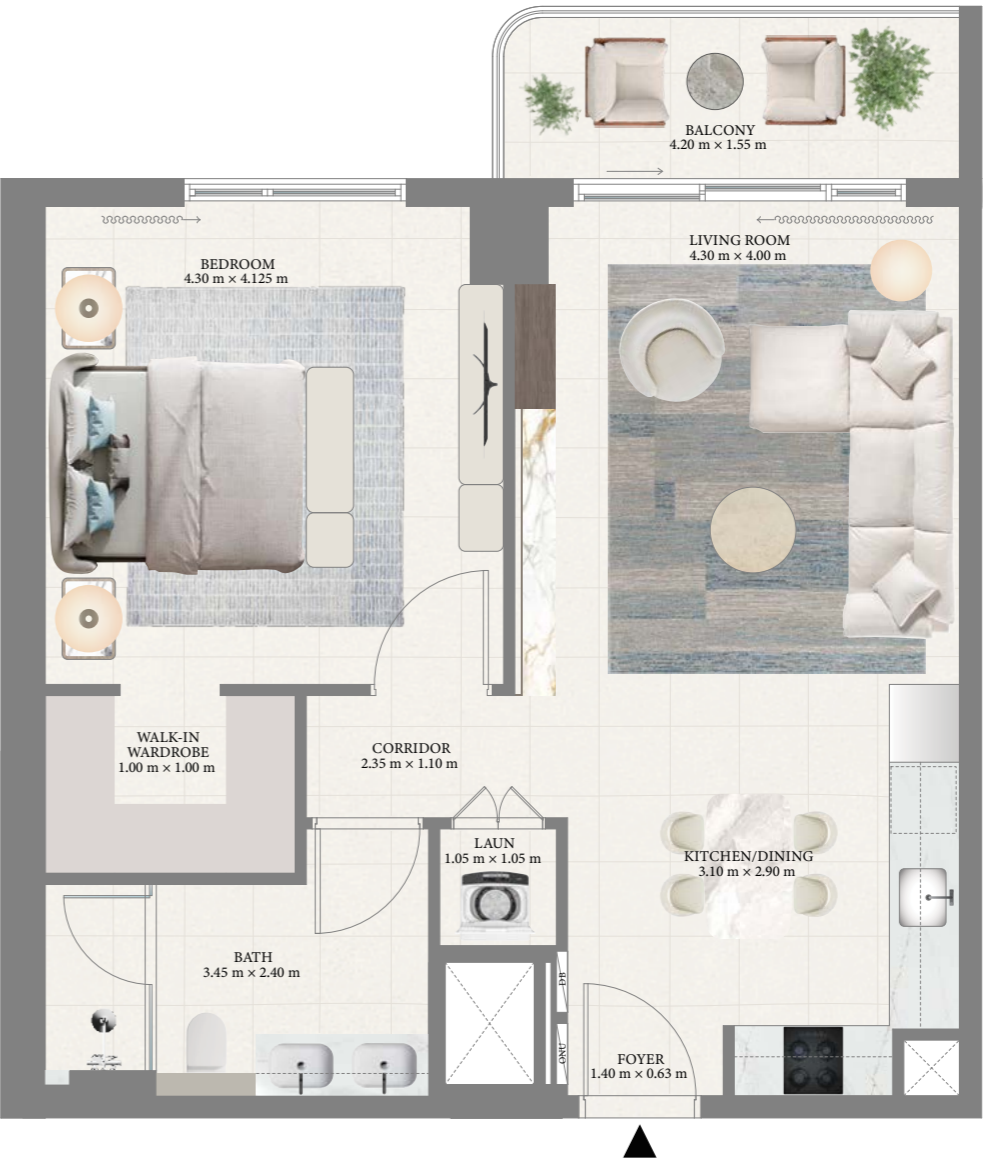 BALCONY
4.20 m × 1.55 m
LIVING ROOM
4.30 m × 4.00 m
BEDROOM
4.30 m × 4.125 m
WALK-IN
WARDROBE
1.00 m × 1.00 m
CORRIDOR
2.35 m × 1.10 m
LAUN
1.05 m × 1.05 m
KITCHEN/DINING
3.10 m × 2.90 m
BATH
3.45 m × 2.40 m
DB
ONU
FOYER
1.40 m × 0.63 m